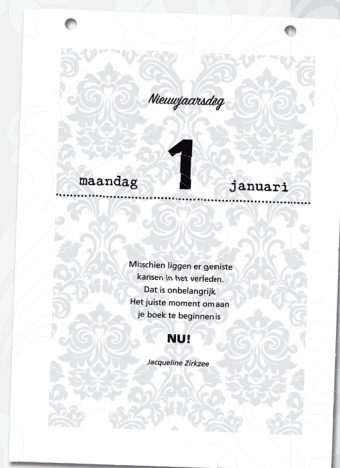 Nieuwjaarsdag
maandag 1 januari
Misschien liggen er gemiste
kansen in het verleden.
Dat is onbelangrijk.
Het juiste moment om aan
je boek te beginnen is
NU!
Jacqueline Zirkzee